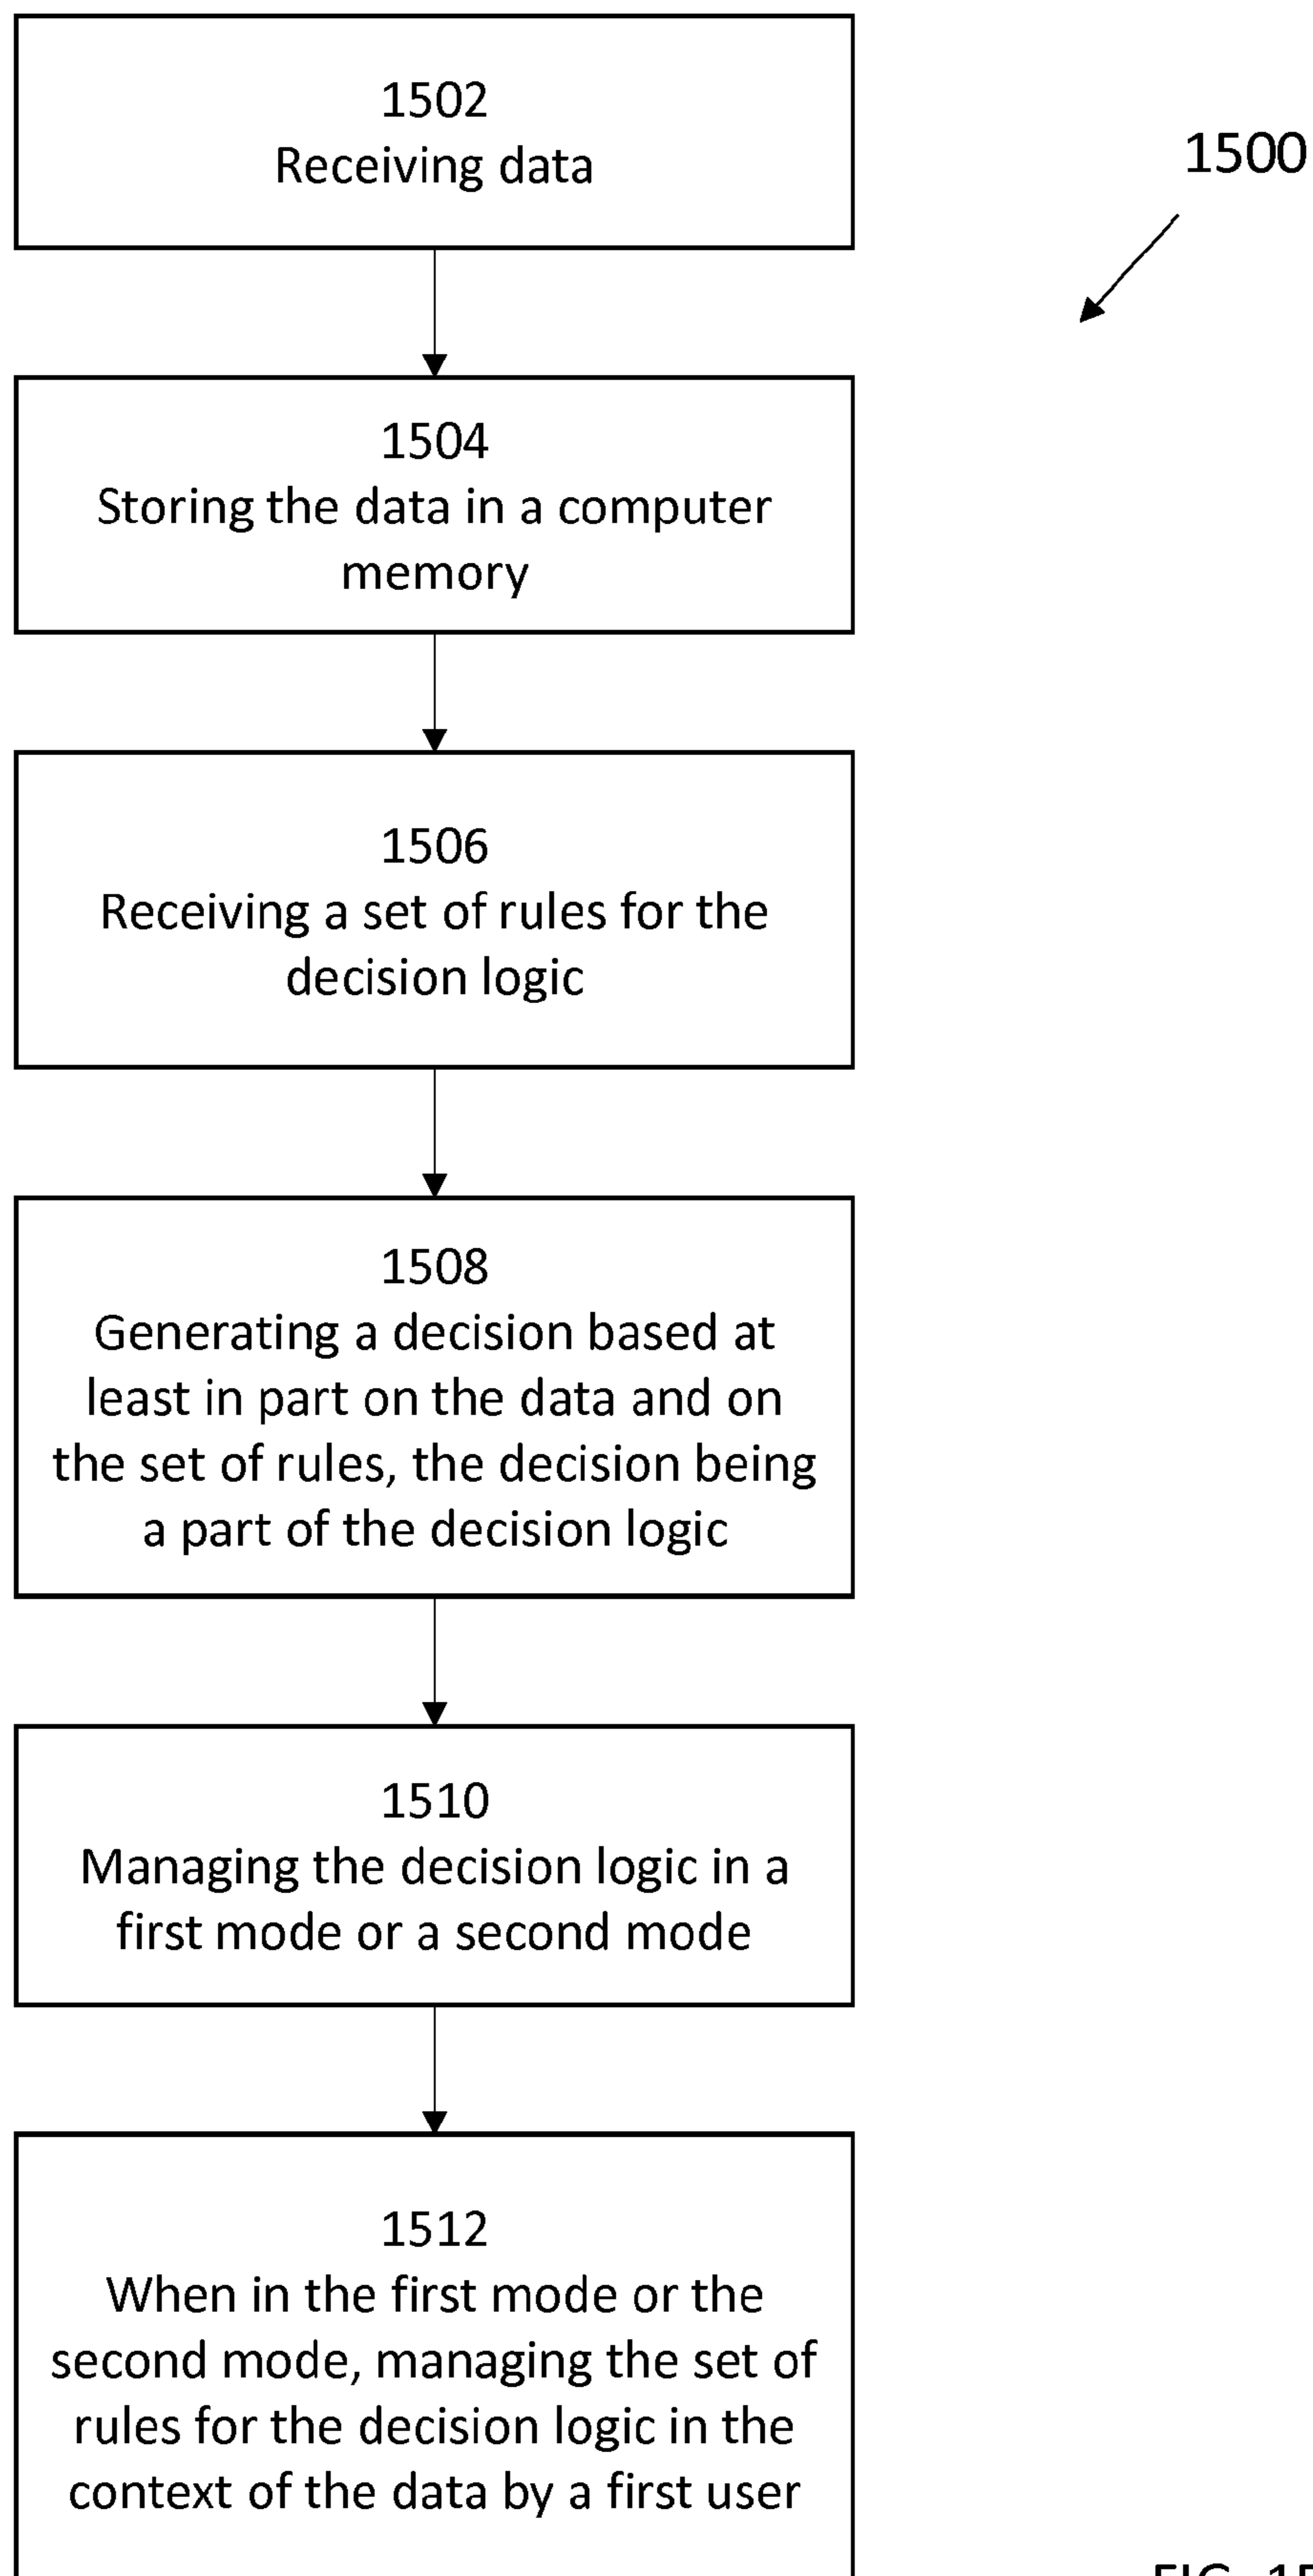 1502
Receiving data
1500
1504
Storing the data in a computer
memory
1506
Receiving a set of rules for the
decision logic
1508
Generating a decision based at
least in part on the data and on
the set of rules, the decision being
a part of the decision logic
1510
Managing the decision logic in a
first mode or a second mode
1512
When in the first mode or the
second mode, managing the set of
rules for the decision logic in the
context of the data by a first user